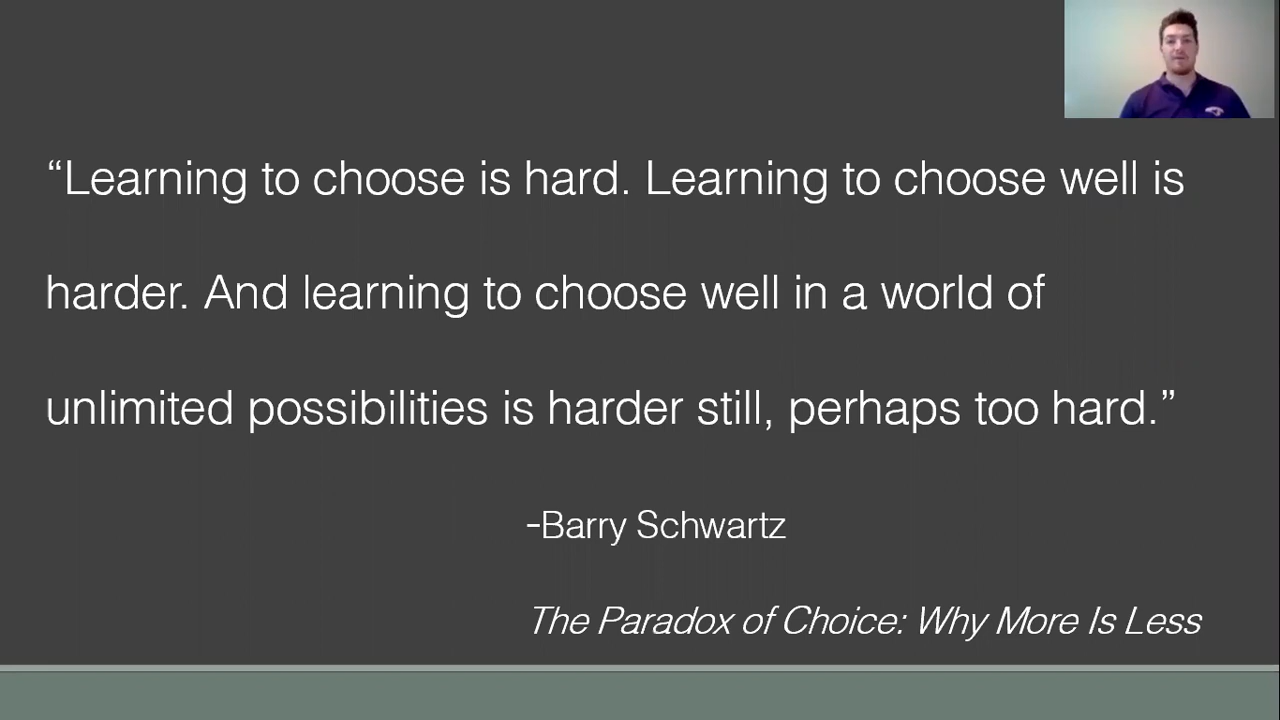 “Learning to choose is hard. Learning to choose well is
harder. And learning to choose well in a world of
unlimited possibilities is harder still, perhaps too hard.”
-Barry Schwartz
The Paradox of Choice: Why More Is Less